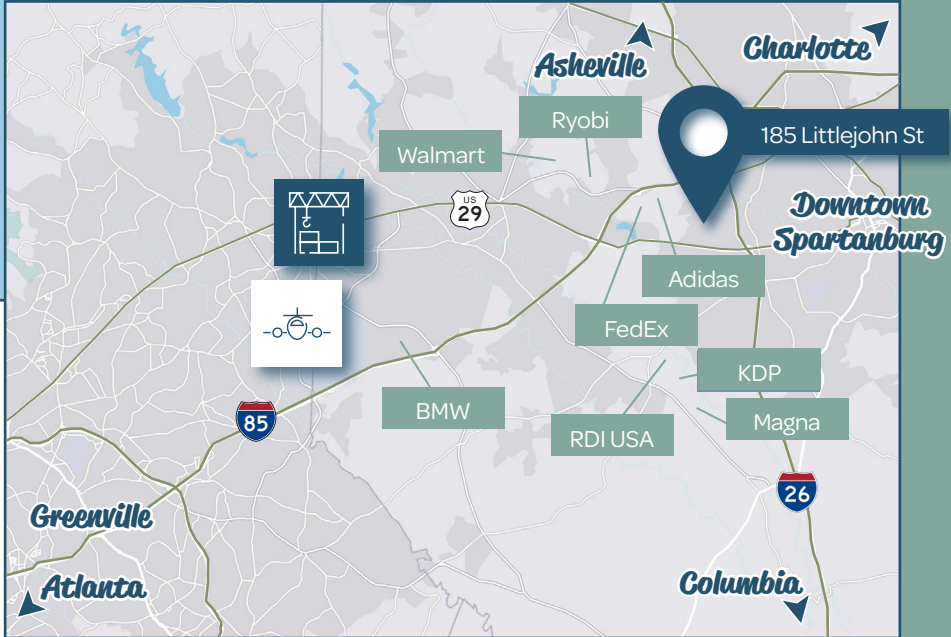 Charlotte
Asheville
Ryobi
185 Littlejohn St
Walmart
US
29
Downtown
Spartanburg
Adidas
FedEx
KDP
BMW
85
Magna
RDI USA
26
Greenville
Atlanta
Columbia